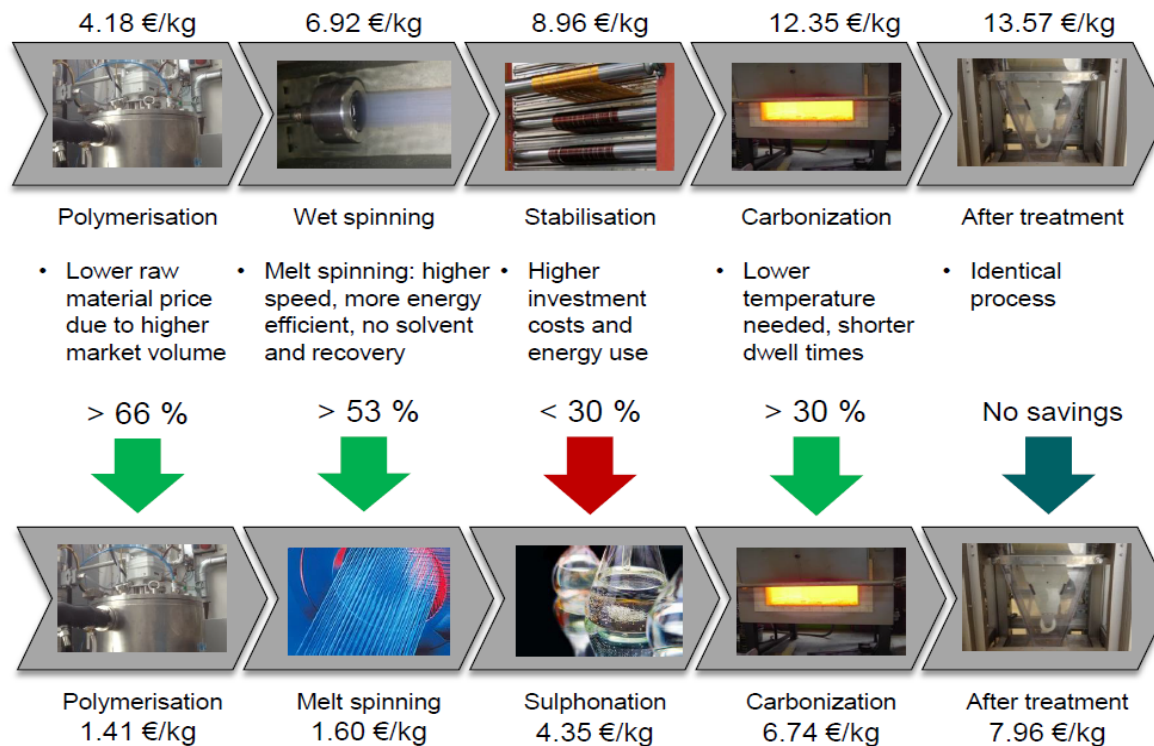 4.18 €/kg
6.92 €/kg
8.96 €/kg
12.35 €/kg
13.57 €/kg
Polymerisation
Wet spinning
Stabilisation
Carbonization
After treatment
• Lower raw
material price
due to higher
market volume
• Melt spinning: higher
speed, more energy
efficient, no solvent
and recovery
• Higher
investment
costs and
energy use
• Lower
temperature
needed, shorter
dwell times
• Identical
process
> 66 %
> 53 %
< 30 %
> 30 %
No savings
Polymerisation
1.41 €/kg
Melt spinning
1.60 €/kg
Sulphonation
4.35 €/kg
Carbonization
6.74 €/kg
After treatment
7.96 €/kg